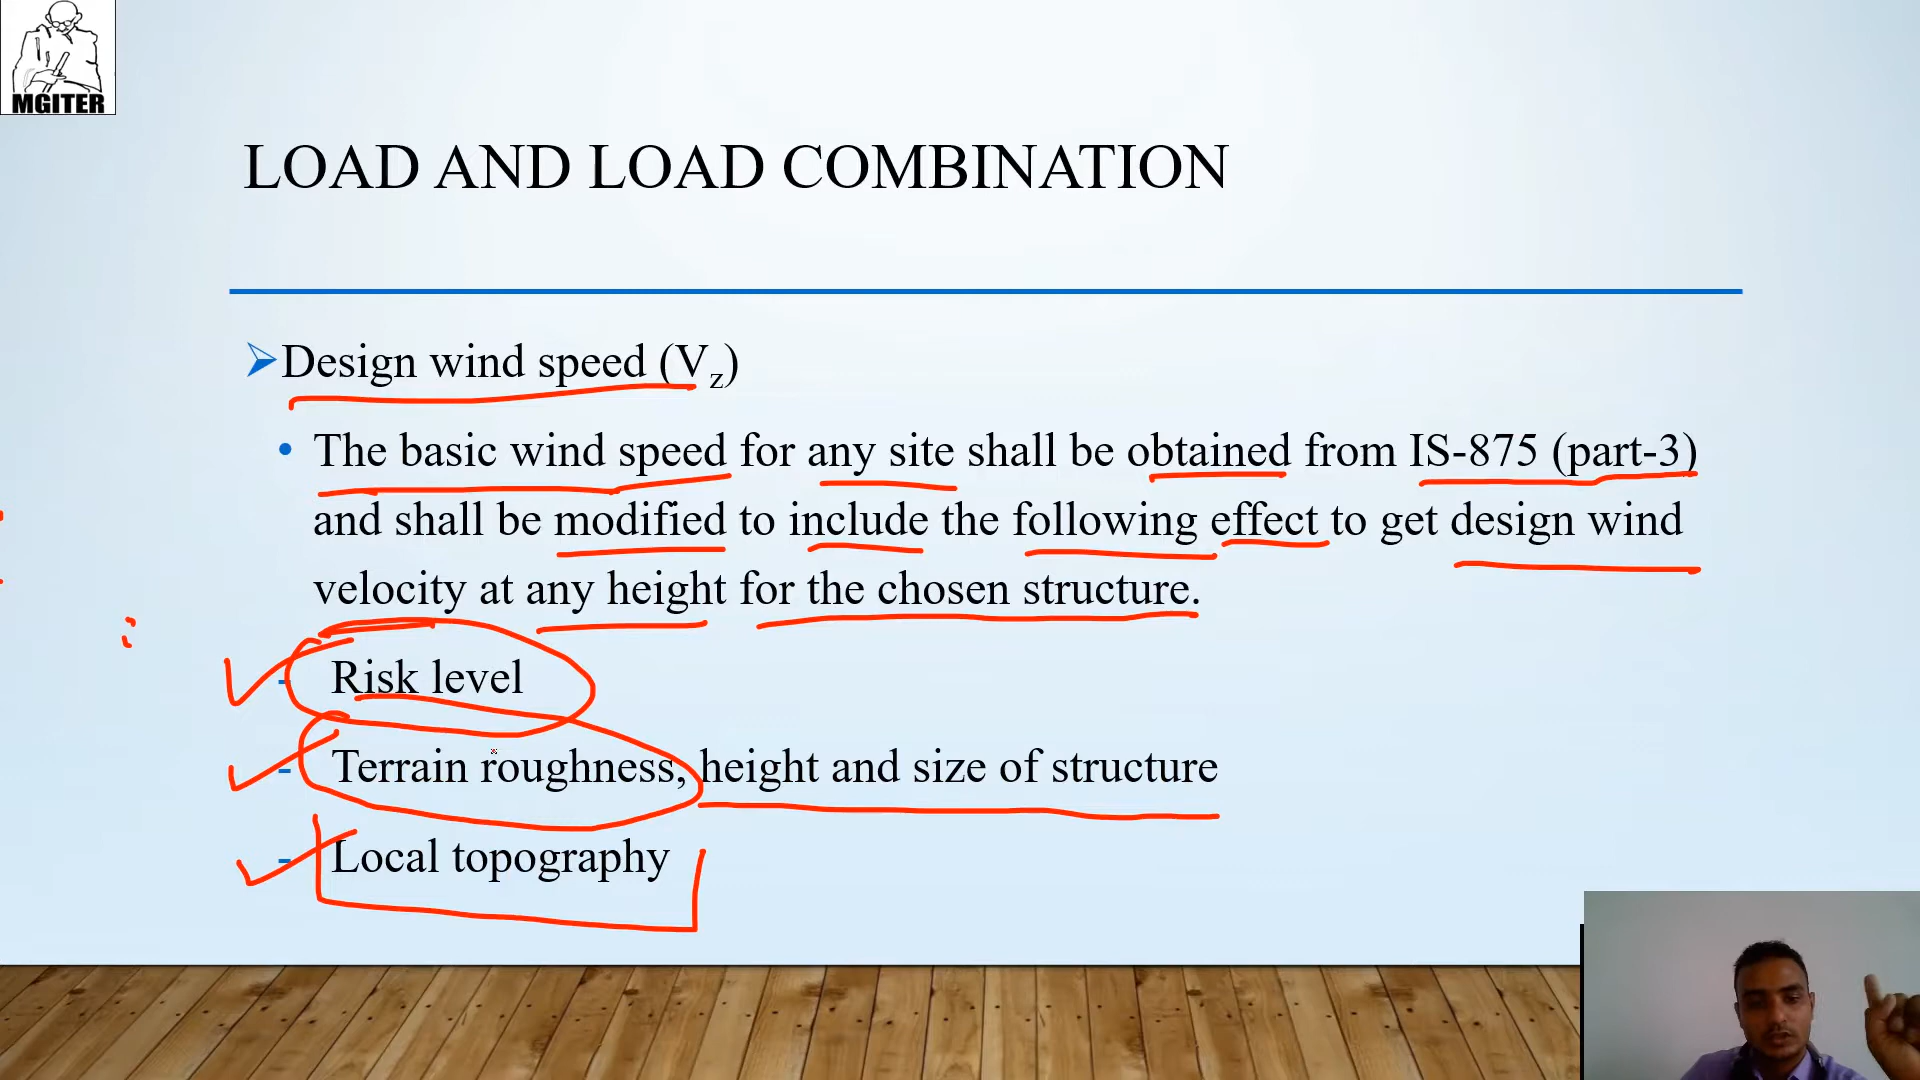 MGITER
LOAD AND LOAD COMBINATION
Design wind speed (Vz)
• The basic wind speed for any site shall be obtained from IS-875 (part-3)
and shall be modified to include the following effect to get design wind
velocity at any height for the chosen structure.
- Risk level
- Terrain roughness, height and size of structure
- Local topography